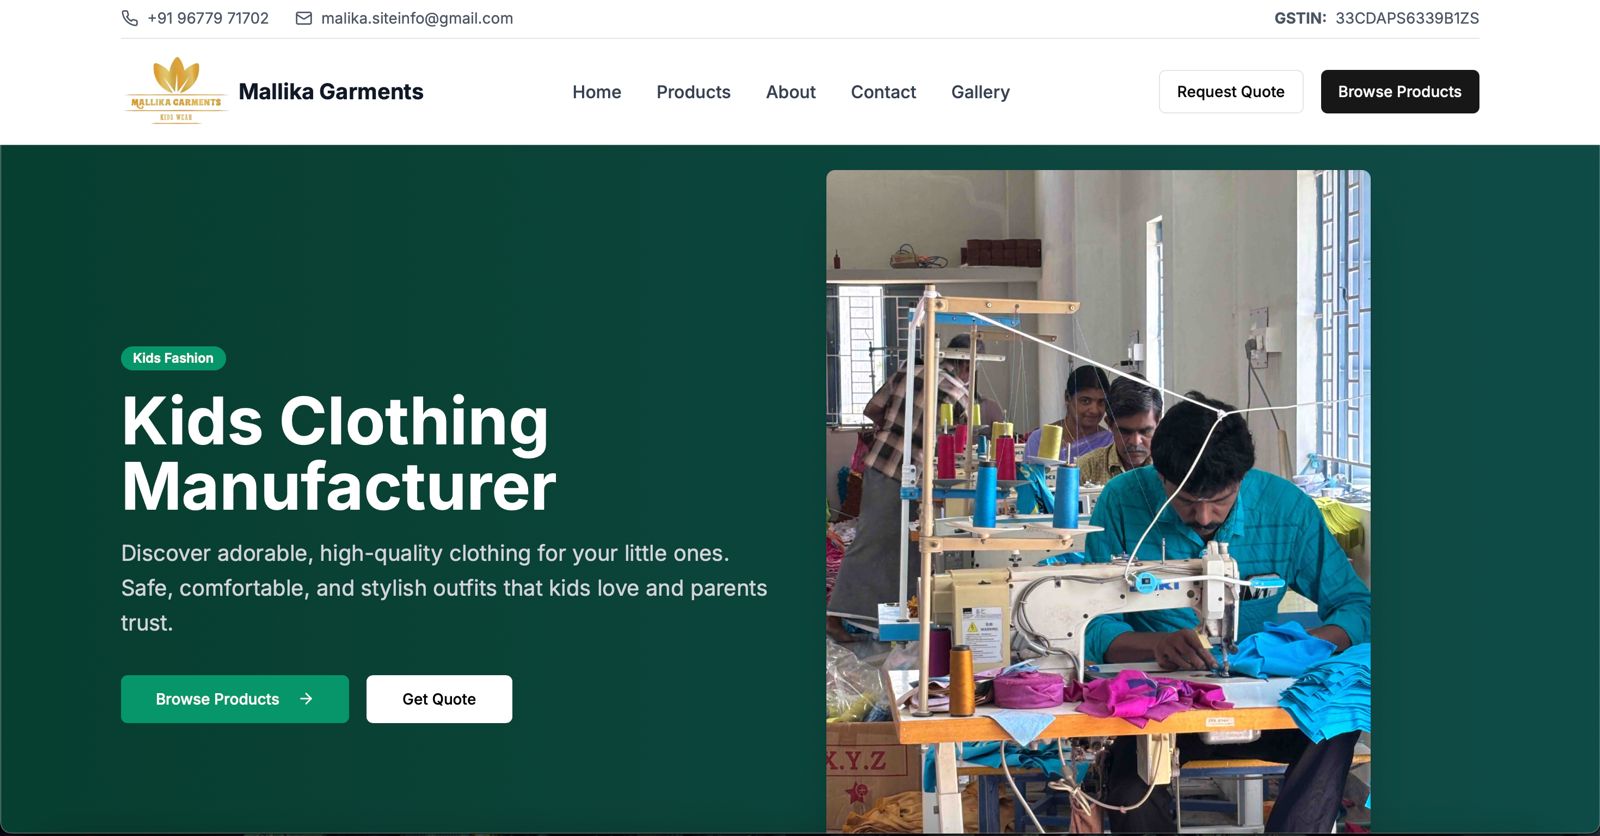 +91 96779 71702
malika.siteinfo@gmail.com
GSTIN: 33CDAPS6339B1ZS
MALLIKA GARMENTS
KIDS WEAR
Mallika Garments
Home
Products
About
Contact
Gallery
Request Quote
Browse Products
Kids Fashion
Kids Clothing
Manufacturer
Discover adorable, high-quality clothing for your little ones.
Safe, comfortable, and stylish outfits that kids love and parents
trust.
Browse Products
Get Quote
WARNING
X.Y.Z